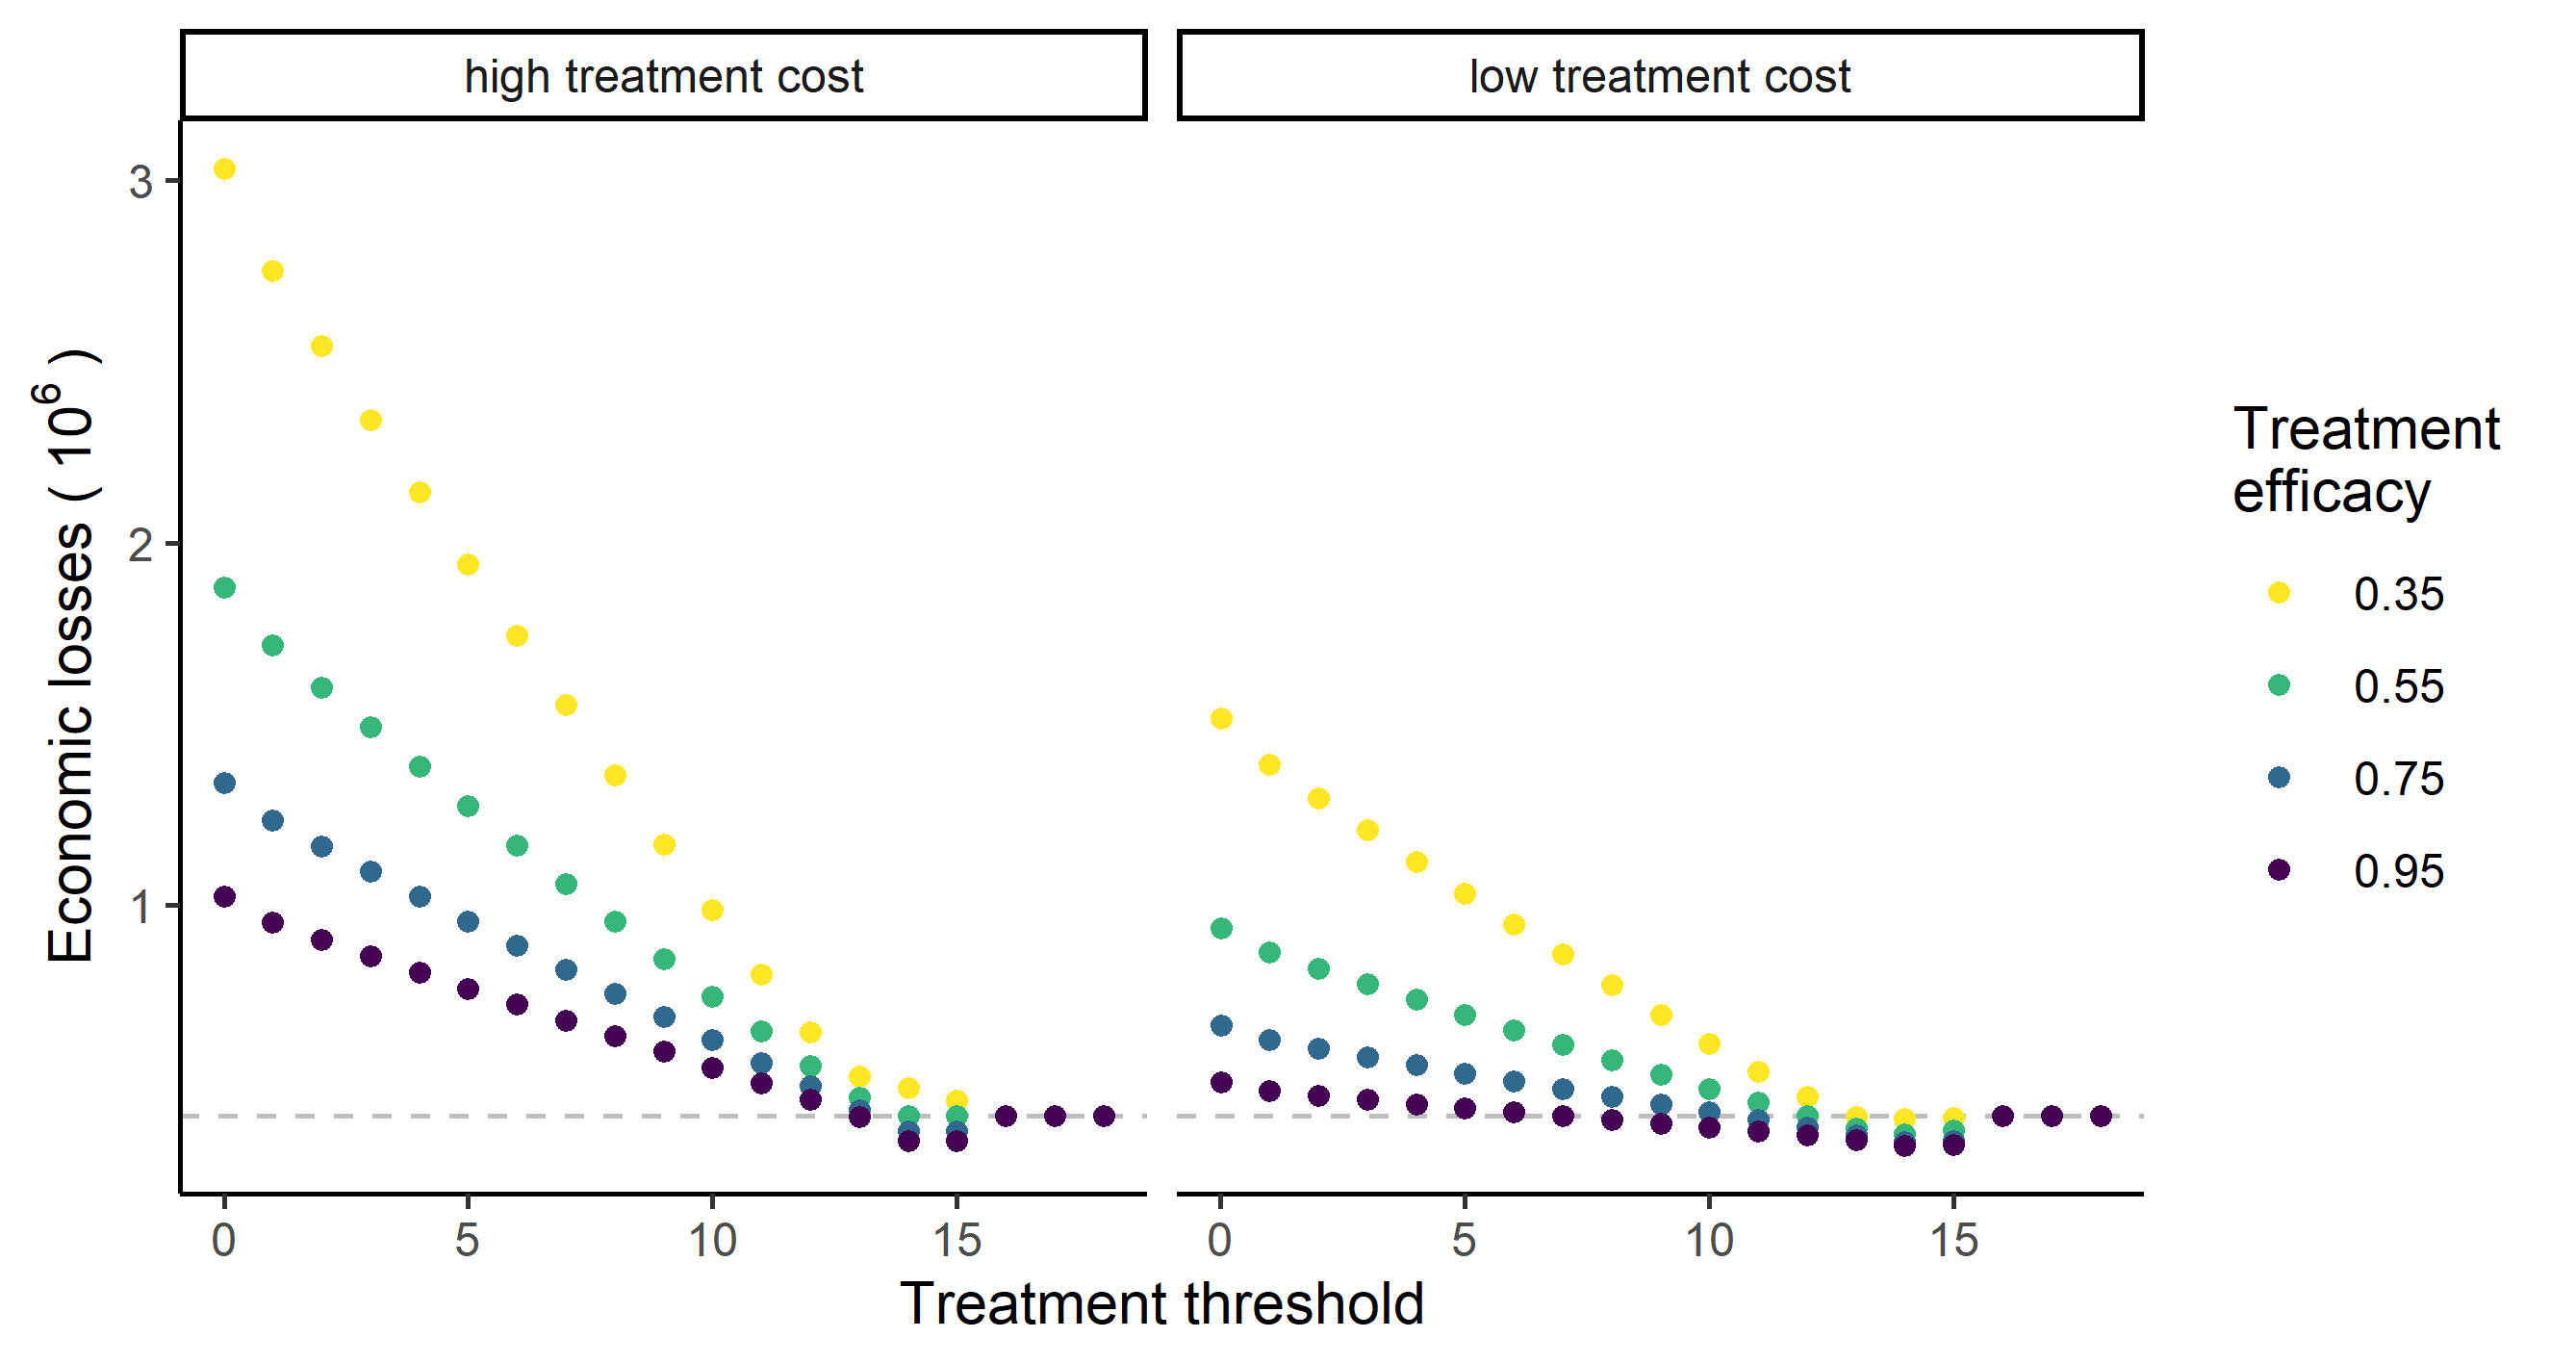 high treatment cost
low treatment cost
3
2
1
Economic losses ( 10⁶ )
0 5 10 15
0 5 10 15
Treatment threshold
Treatment
efficacy
0.35
0.55
0.75
0.95